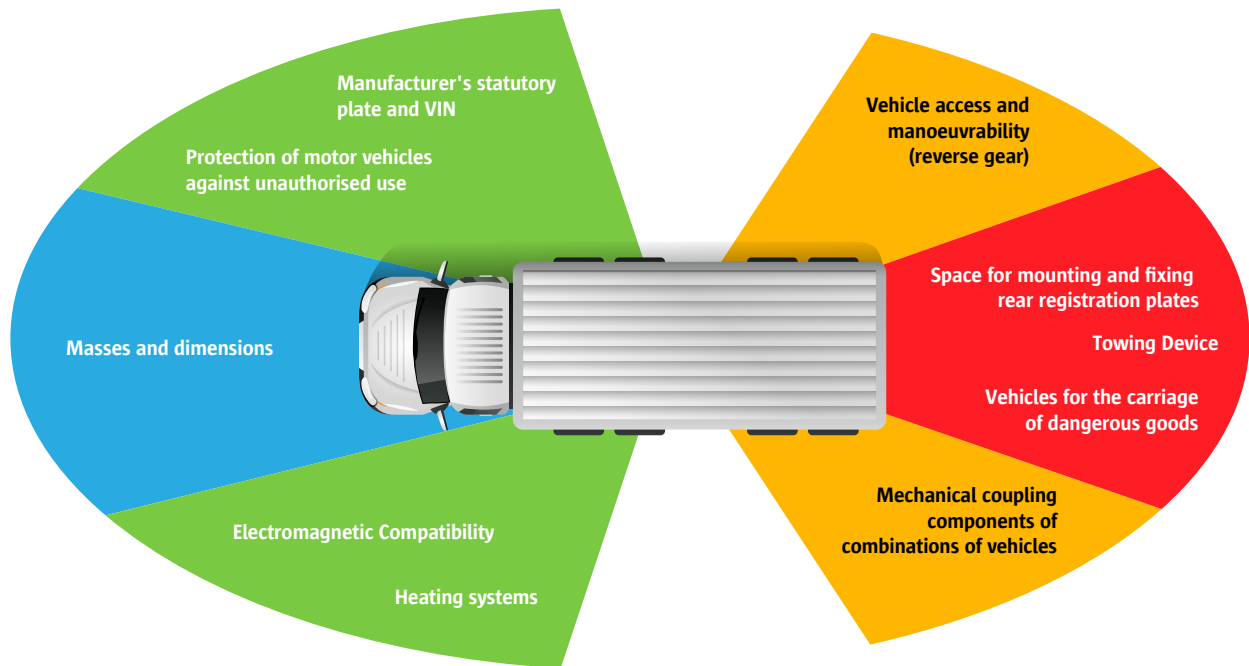 Manufacturer's statutory
plate and VIN
Protection of motor vehicles
against unauthorised use
Masses and dimensions
Electromagnetic Compatibility
Heating systems
Vehicle access and
manoeuvrability
(reverse gear)
Space for mounting and fixing
rear registration plates
Towing Device
Vehicles for the carriage
of dangerous goods
Mechanical coupling
components of
combinations of vehicles